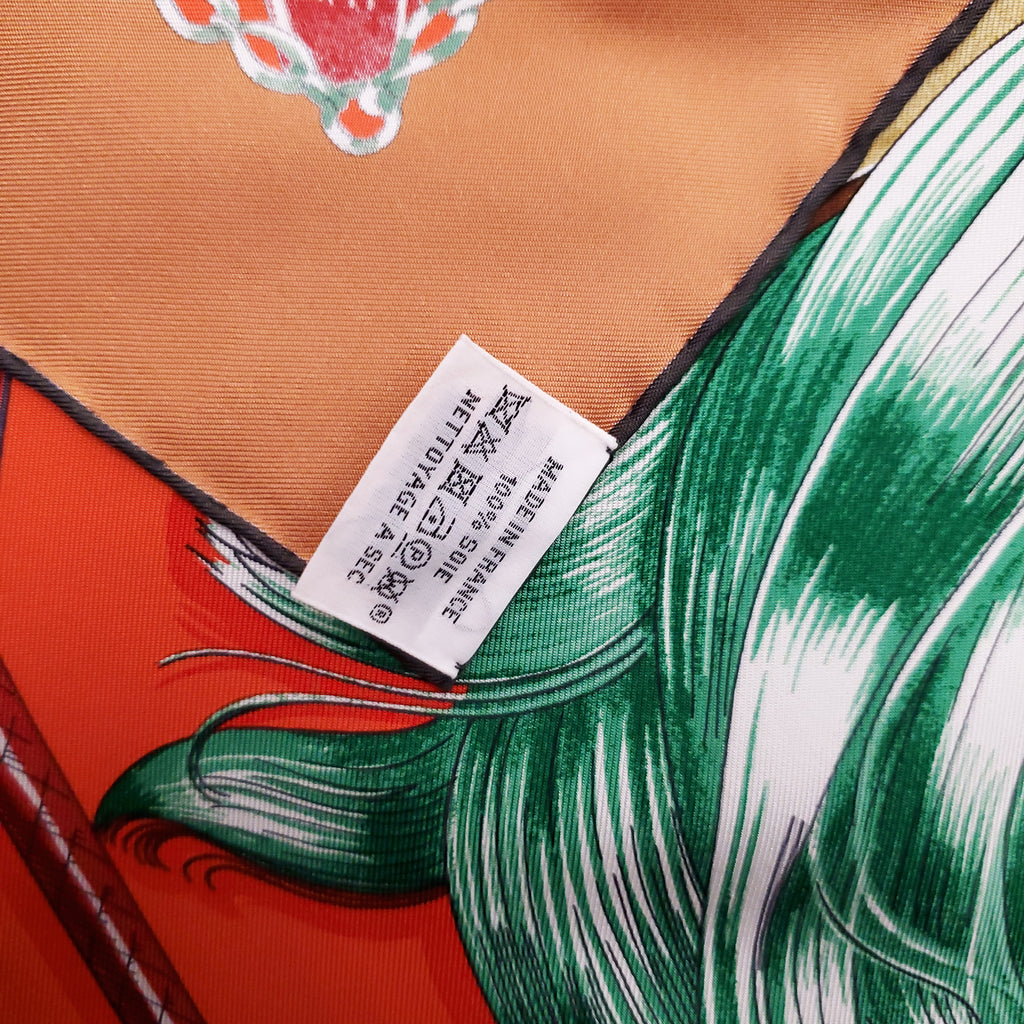 MADE IN FRANCE
100% SOIE
®
NETTOYAGE A SEC